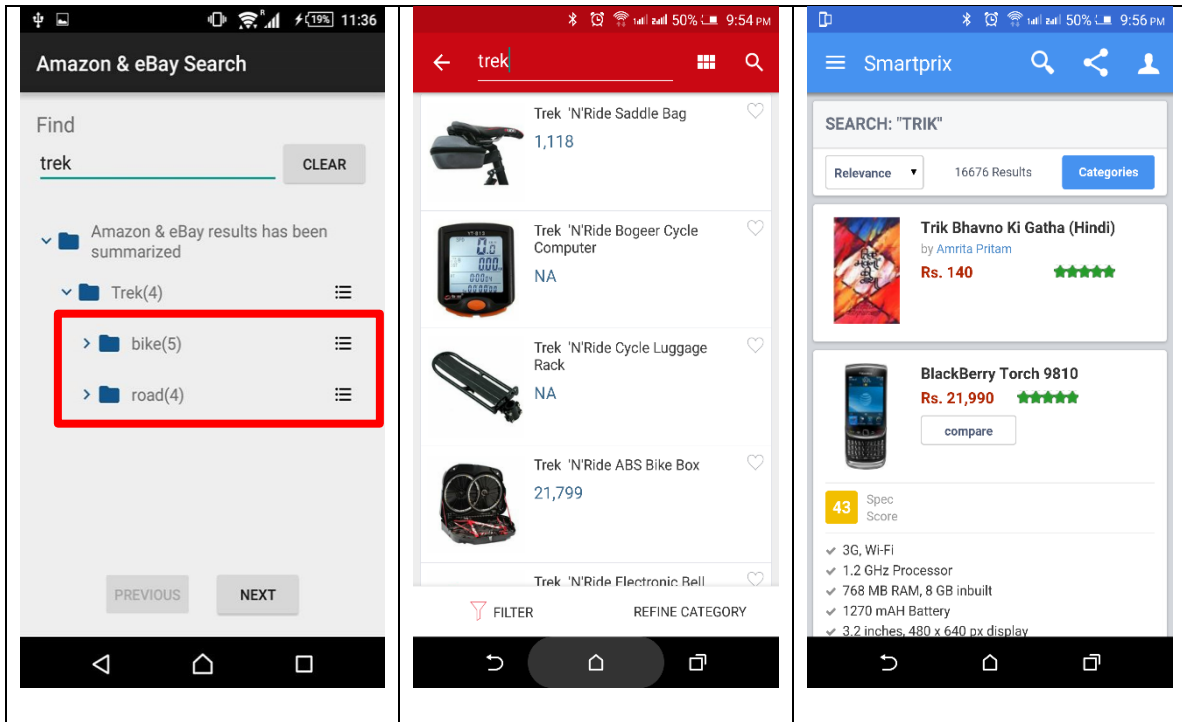 19% 11:36
Amazon & eBay Search
Find
trek
CLEAR
Amazon & eBay results has been
summarized
Trek(4)
bike(5)
road(4)
PREVIOUS NEXT
50% 9:54 PM
trek
Trek 'N'Ride Saddle Bag
1,118
Trek 'N'Ride Bogeer Cycle
Computer
NA
Trek 'N'Ride Cycle Luggage
Rack
NA
Trek 'N'Ride ABS Bike Box
21,799
Trek 'N'Ride Electronic Bell
FILTER REFINE CATEGORY
50% 9:56 PM
Smartprix
SEARCH: "TRIK"
Relevance 16676 Results Categories
Trik Bhavno Ki Gatha (Hindi)
by Amrita Pritam
Rs. 140
BlackBerry Torch 9810
Rs. 21,990
compare
43 Spec
Score
3G, Wi-Fi
1.2 GHz Processor
768 MB RAM, 8 GB inbuilt
1270 mAH Battery
3.2 inches, 480 x 640 px display